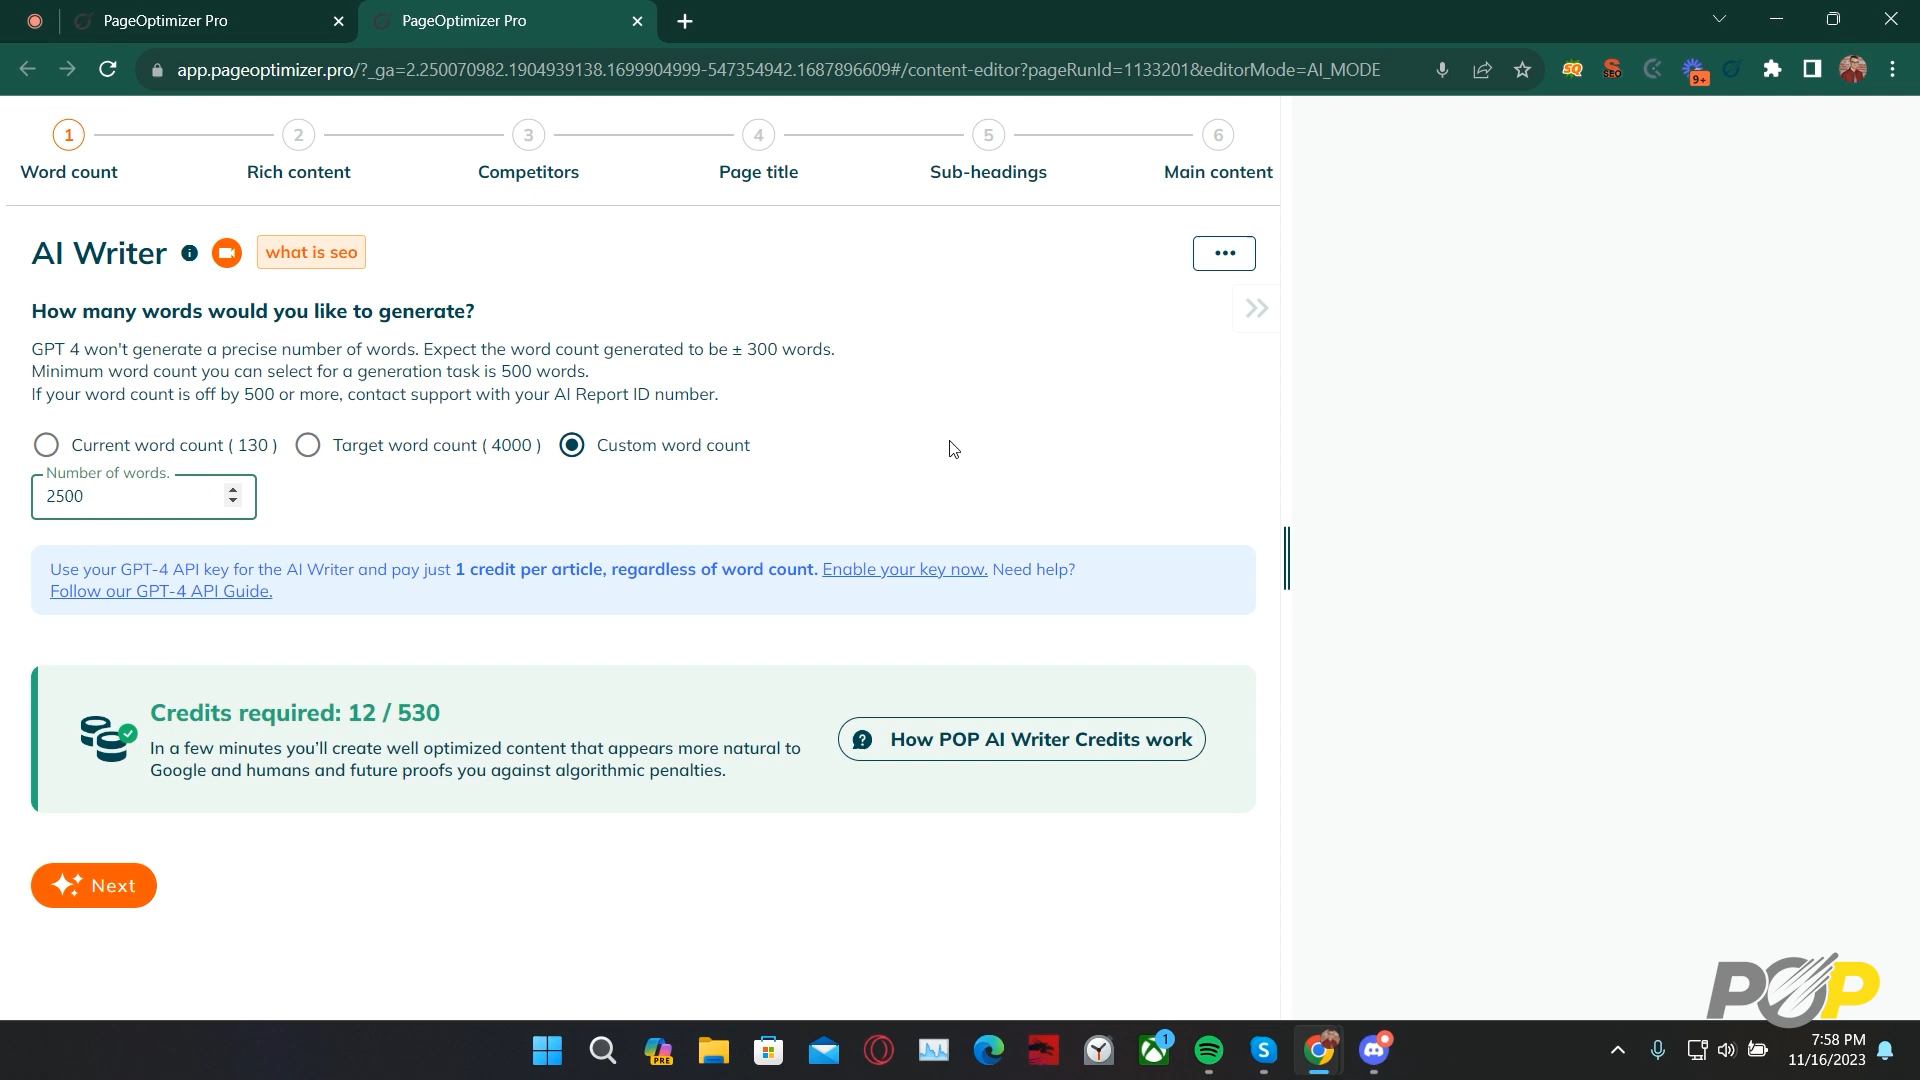 PageOptimizer Pro
PageOptimizer Pro
app.pageoptimizer.pro/?_ga=2.250070982.1904939138.1699904999-547354942.1687896609#/content-editor?pageRunId=1133201&editorMode=AI_MODE
SQ
SEO
9+
1 2 3 4 5 6
Word count Rich content Competitors Page title Sub-headings Main content
AI Writer
what is seo
How many words would you like to generate?
GPT 4 won't generate a precise number of words. Expect the word count generated to be ± 300 words.
Minimum word count you can select for a generation task is 500 words.
If your word count is off by 500 or more, contact support with your AI Report ID number.
Current word count ( 130 ) Target word count ( 4000 ) Custom word count
Number of words.
2500
Use your GPT-4 API key for the AI Writer and pay just 1 credit per article, regardless of word count. Enable your key now. Need help?
Follow our GPT-4 API Guide.
Credits required: 12 / 530
In a few minutes you'll create well optimized content that appears more natural to
Google and humans and future proofs you against algorithmic penalties.
How POP AI Writer Credits work
Next
POP
PRE
1
7:58 PM
11/16/2023